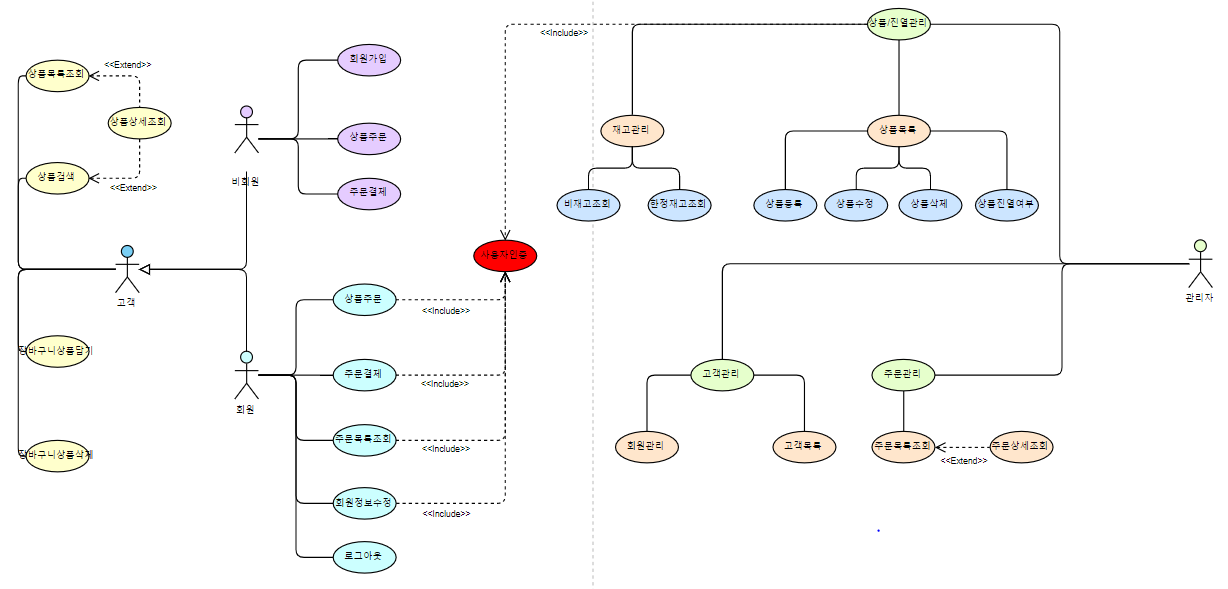 상품/진열관리
<<Include>>
회원가입
<<Extend>>
상품목록조회
상품상세조회
재고관리
상품목록
상품주문
상품검색
비회원
<<Extend>>
주문결제
비재고조회
한정재고조회
상품등록
상품수정
상품삭제
상품진열여부
사용자인증
고객
관리자
상품주문
<<Include>>
장바구니상품담기
주문결제
<<Include>>
고객관리
주문관리
회원
주문목록조회
<<Include>>
회원관리
고객목록
주문목록조회
주문상세조회
<<Extend>>
장바구니상품삭제
회원정보수정
<<Include>>
로그아웃